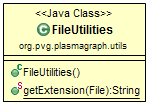 <<Java Class>>
FileUtilities
org.pvg.plasmagraph.utils
FileUtilities()
getExtension(File):String